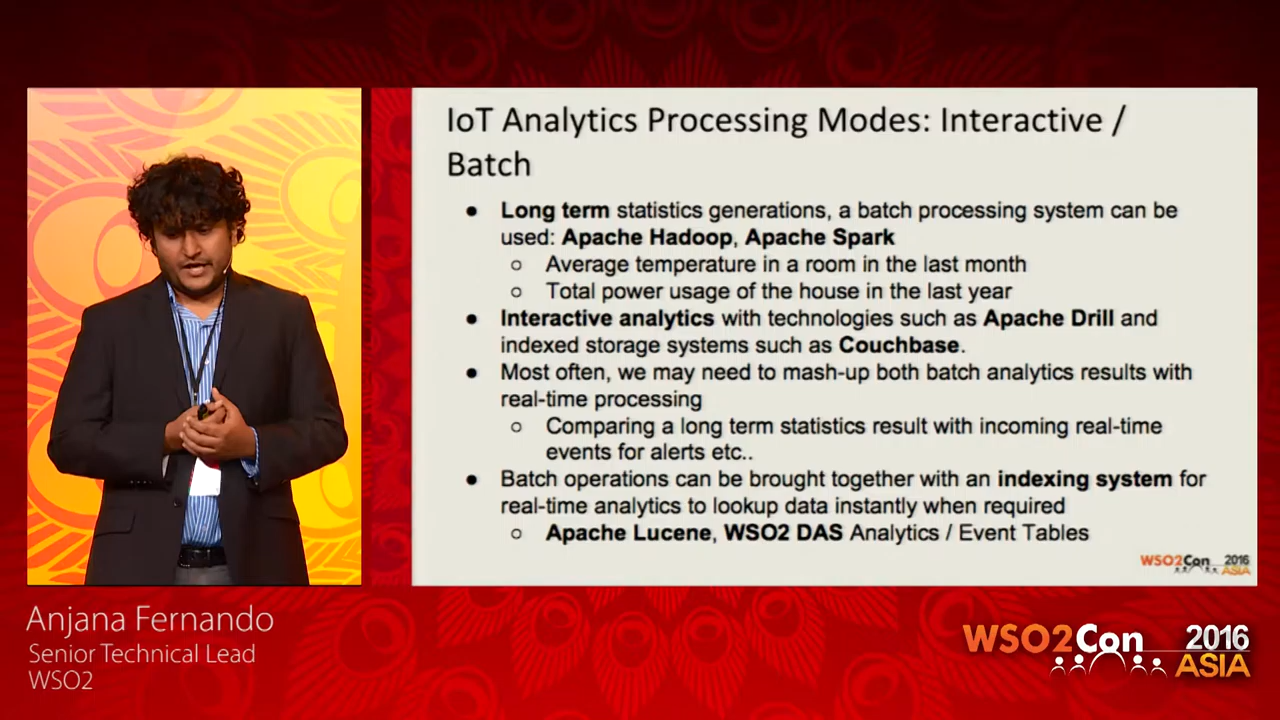 IoT Analytics Processing Modes: Interactive /
Batch
● Long term statistics generations, a batch processing system can be
used: Apache Hadoop, Apache Spark
○ Average temperature in a room in the last month
○ Total power usage of the house in the last year
● Interactive analytics with technologies such as Apache Drill and
indexed storage systems such as Couchbase.
● Most often, we may need to mash-up both batch analytics results with
real-time processing
○ Comparing a long term statistics result with incoming real-time
events for alerts etc..
● Batch operations can be brought together with an indexing system for
real-time analytics to lookup data instantly when required
○ Apache Lucene, WSO2 DAS Analytics / Event Tables
WSO2Con 2016
ASIA
Anjana Fernando
Senior Technical Lead
WSO2
WSO2Con 2016
ASIA